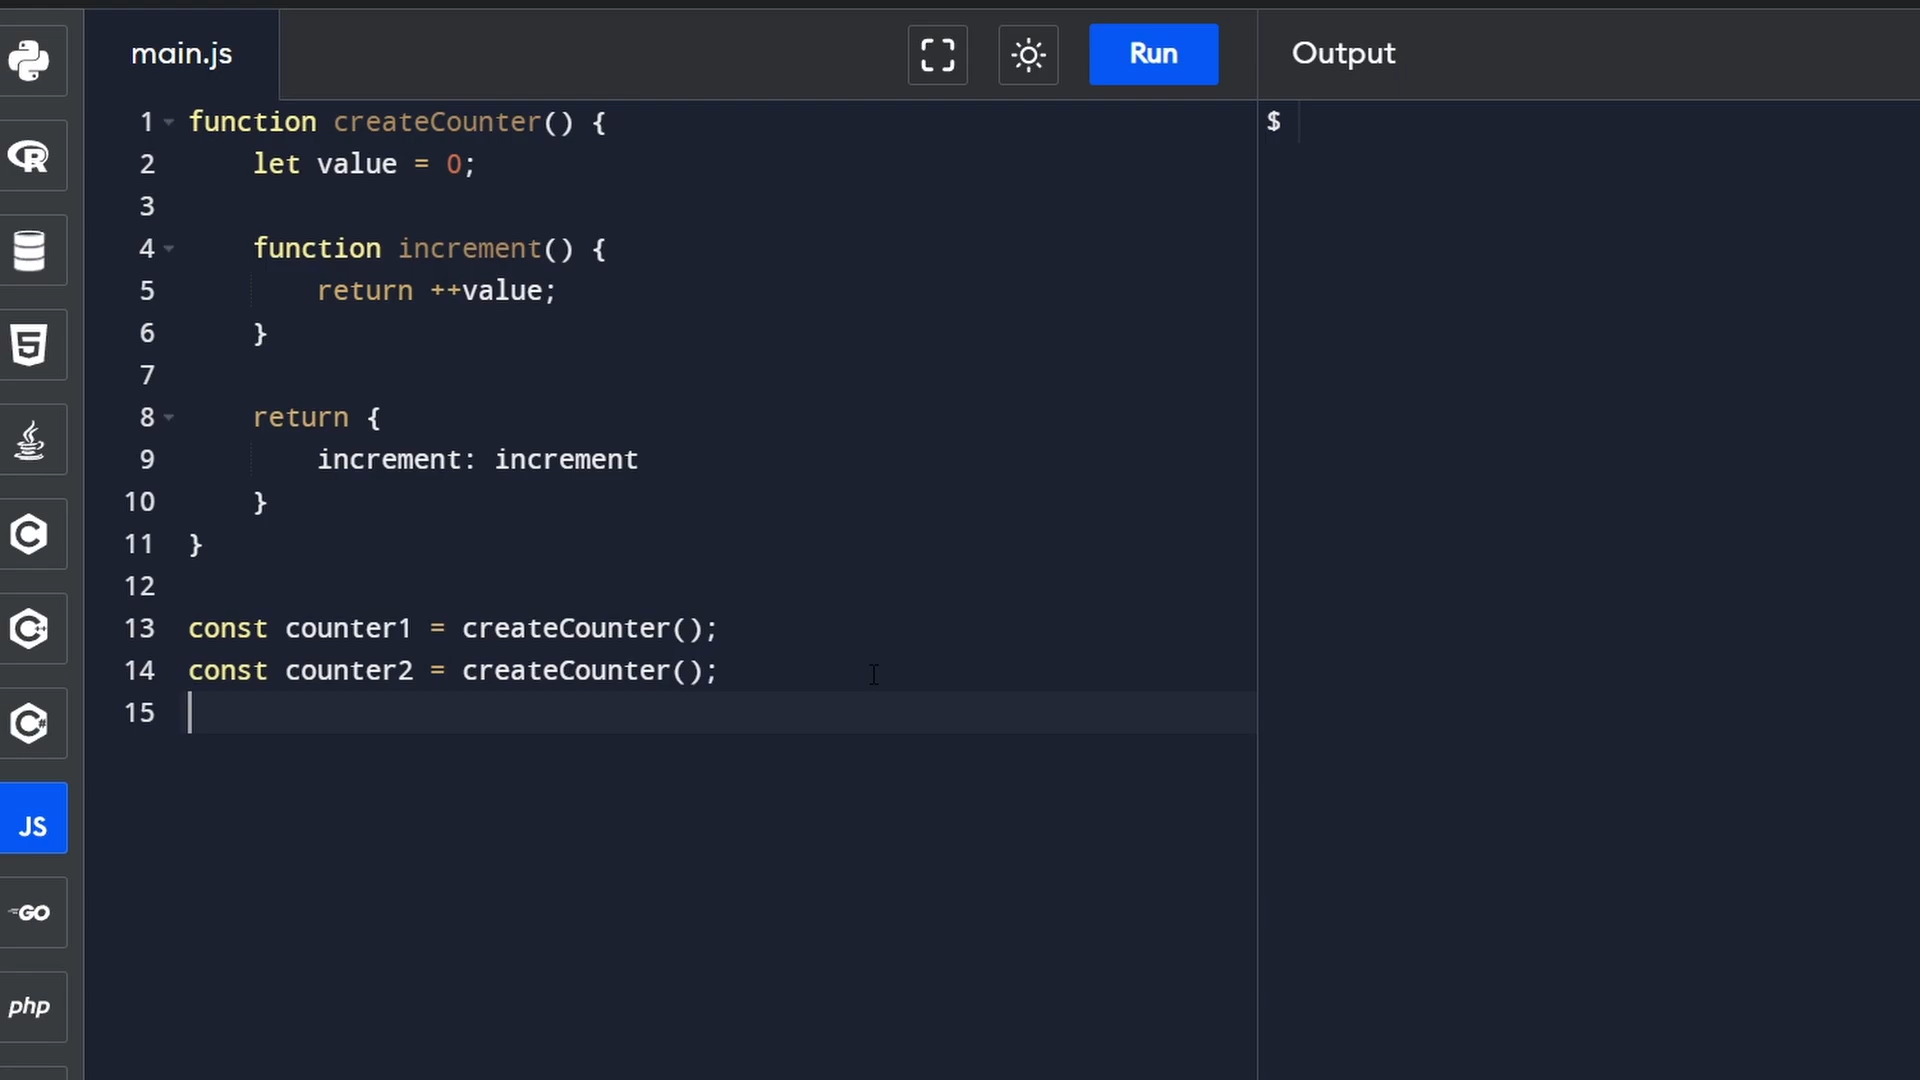 main.js
Run
Output
1 function createCounter() {
2     let value = 0;
3
4     function increment() {
5         return ++value;
6     }
7
8     return {
9         increment: increment
10     }
11 }
12
13 const counter1 = createCounter();
14 const counter2 = createCounter();
15
$
R
5
C
C++
C#
JS
GO
php